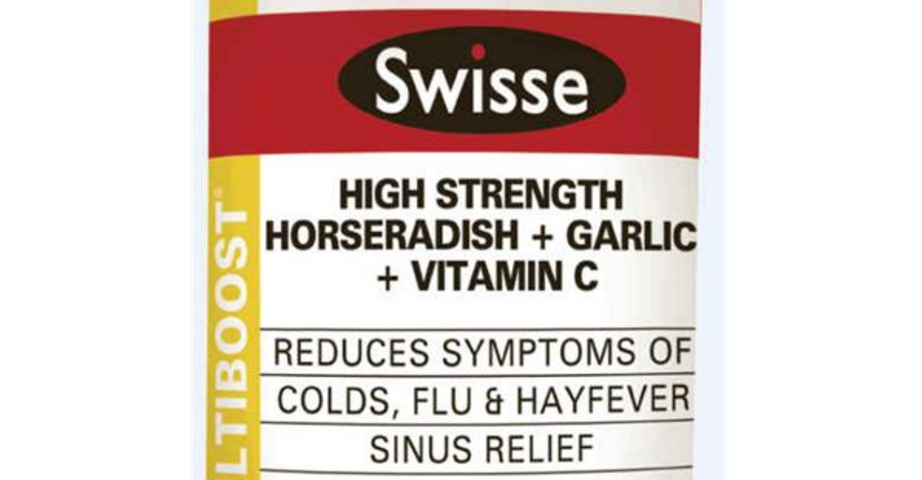 Swisse
HIGH STRENGTH
HORSERADISH + GARLIC
+ VITAMIN C
REDUCES SYMPTOMS OF
COLDS, FLU & HAYFEVER
SINUS RELIEF
LTIBOOST®